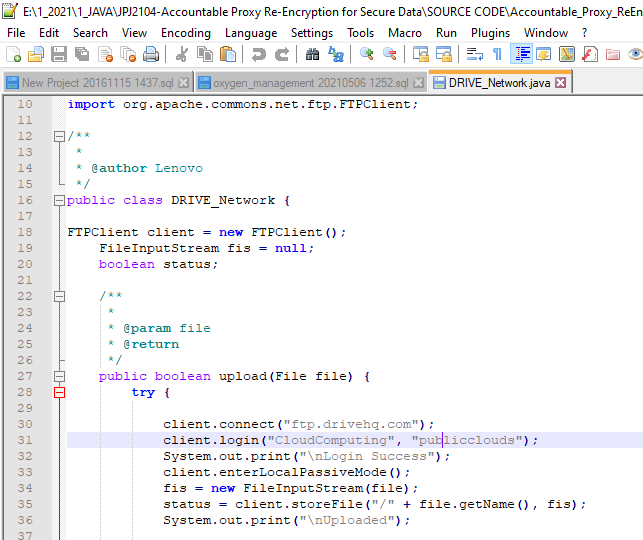 E:\1_2021\1_JAVA\JPJ2104-Accountable Proxy Re-Encryption for Secure Data\SOURCE CODE\Accountable_Proxy_ReEn
File Edit Search View Encoding Language Settings Tools Macro Run Plugins Window ?
New Project 20161115 1437.sql oxygen_management 20210506 1252.sql DRIVE_Network.java
10 import org.apache.commons.net.ftp.FTPClient;
11
12 /**
13 *
14 * @author Lenovo
15 */
16 public class DRIVE_Network {
17
18 FTPClient client = new FTPClient();
19 FileInputStream fis = null;
20 boolean status;
21
22 /**
23 *
24 * @param file
25 * @return
26 */
27 public boolean upload(File file) {
28 try {
29
30 client.connect("ftp.drivehq.com");
31 client.login("CloudComputing", "publicclouds");
32 System.out.print("\nLogin Success");
33 client.enterLocalPassiveMode();
34 fis = new FileInputStream(file);
35 status = client.storeFile("/" + file.getName(), fis);
36 System.out.print("\nUploaded");
37